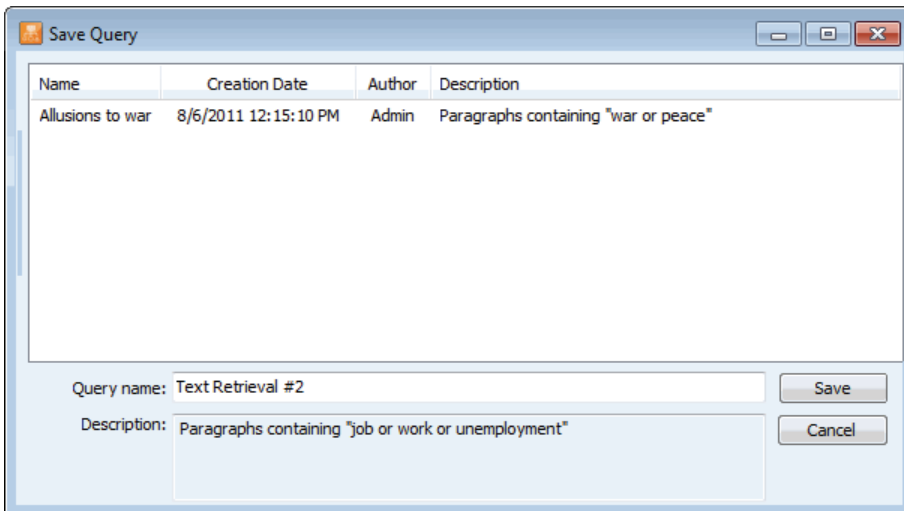 Save Query
Name Creation Date Author Description
Allusions to war 8/6/2011 12:15:10 PM Admin Paragraphs containing "war or peace"
Query name: Text Retrieval #2 Save
Description: Paragraphs containing "job or work or unemployment" Cancel